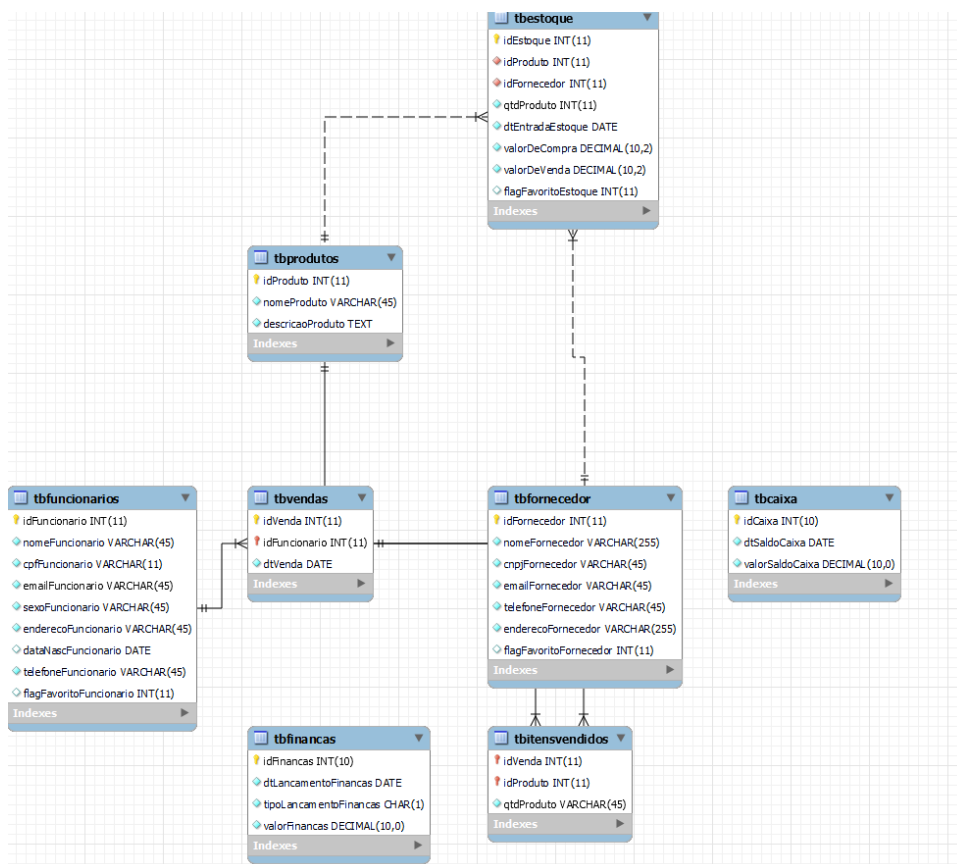 tbestoque
idEstoque INT(11)
idProduto INT(11)
idFornecedor INT(11)
qtdProduto INT(11)
dtEntradaEstoque DATE
valorDeCompra DECIMAL(10,2)
valorDeVenda DECIMAL(10,2)
flagFavoritoEstoque INT(11)
Indexes
tbprodutos
idProduto INT(11)
nomeProduto VARCHAR(45)
descricaoProduto TEXT
Indexes
tbfuncionarios
idFuncionario INT(11)
nomeFuncionario VARCHAR(45)
cpfFuncionario VARCHAR(11)
emailFuncionario VARCHAR(45)
sexoFuncionario VARCHAR(45)
enderecoFuncionario VARCHAR(45)
dataNascFuncionario DATE
telefoneFuncionario VARCHAR(45)
flagFavoritoFuncionario INT(11)
Indexes
tbvendas
idVenda INT(11)
idFuncionario INT(11)
dtVenda DATE
Indexes
tbfornecedor
idFornecedor INT(11)
nomeFornecedor VARCHAR(255)
cnpjFornecedor VARCHAR(45)
emailFornecedor VARCHAR(45)
telefoneFornecedor VARCHAR(45)
enderecoFornecedor VARCHAR(255)
flagFavoritoFornecedor INT(11)
Indexes
tbcaixa
idCaixa INT(10)
dtSaldoCaixa DATE
valorSaldoCaixa DECIMAL(10,0)
Indexes
tbfinancas
idFinancas INT(10)
dtLancamentoFinancas DATE
tipoLancamentoFinancas CHAR(1)
valorFinancas DECIMAL(10,0)
Indexes
tbitensvendidos
idVenda INT(11)
idProduto INT(11)
qtdProduto VARCHAR(45)
Indexes